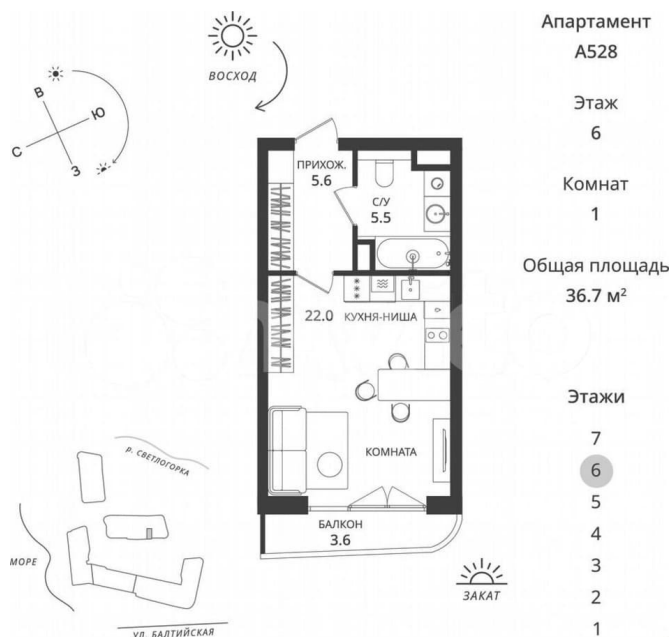 Апартамент
А528
Этаж
6
Комнат
1
Общая площадь
36.7 м²
Этажи
7
6
5
4
3
2
1
ВОСХОД
В
Ю
С
З
ПРИХОЖ.
5.6
С/У
5.5
22.0 КУХНЯ-НИША
КОМНАТА
БАЛКОН
3.6
ЗАКАТ
р. СВЕТЛОГОРКА
МОРЕ
УЛ. БАЛТИЙСКАЯ